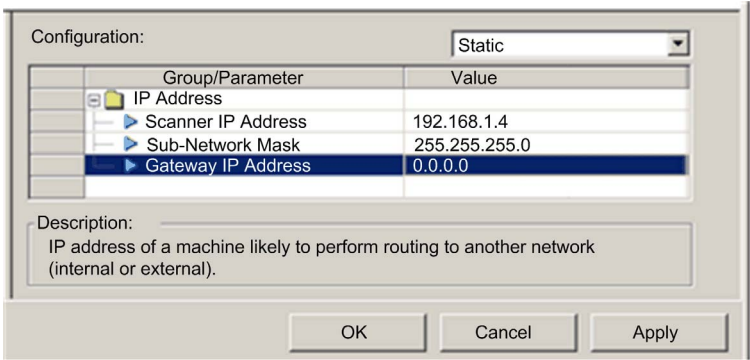 Configuration:
Static
Group/Parameter Value
IP Address
Scanner IP Address 192.168.1.4
Sub-Network Mask 255.255.255.0
Gateway IP Address 0.0.0.0
Description:
IP address of a machine likely to perform routing to another network
(internal or external).
OK Cancel Apply